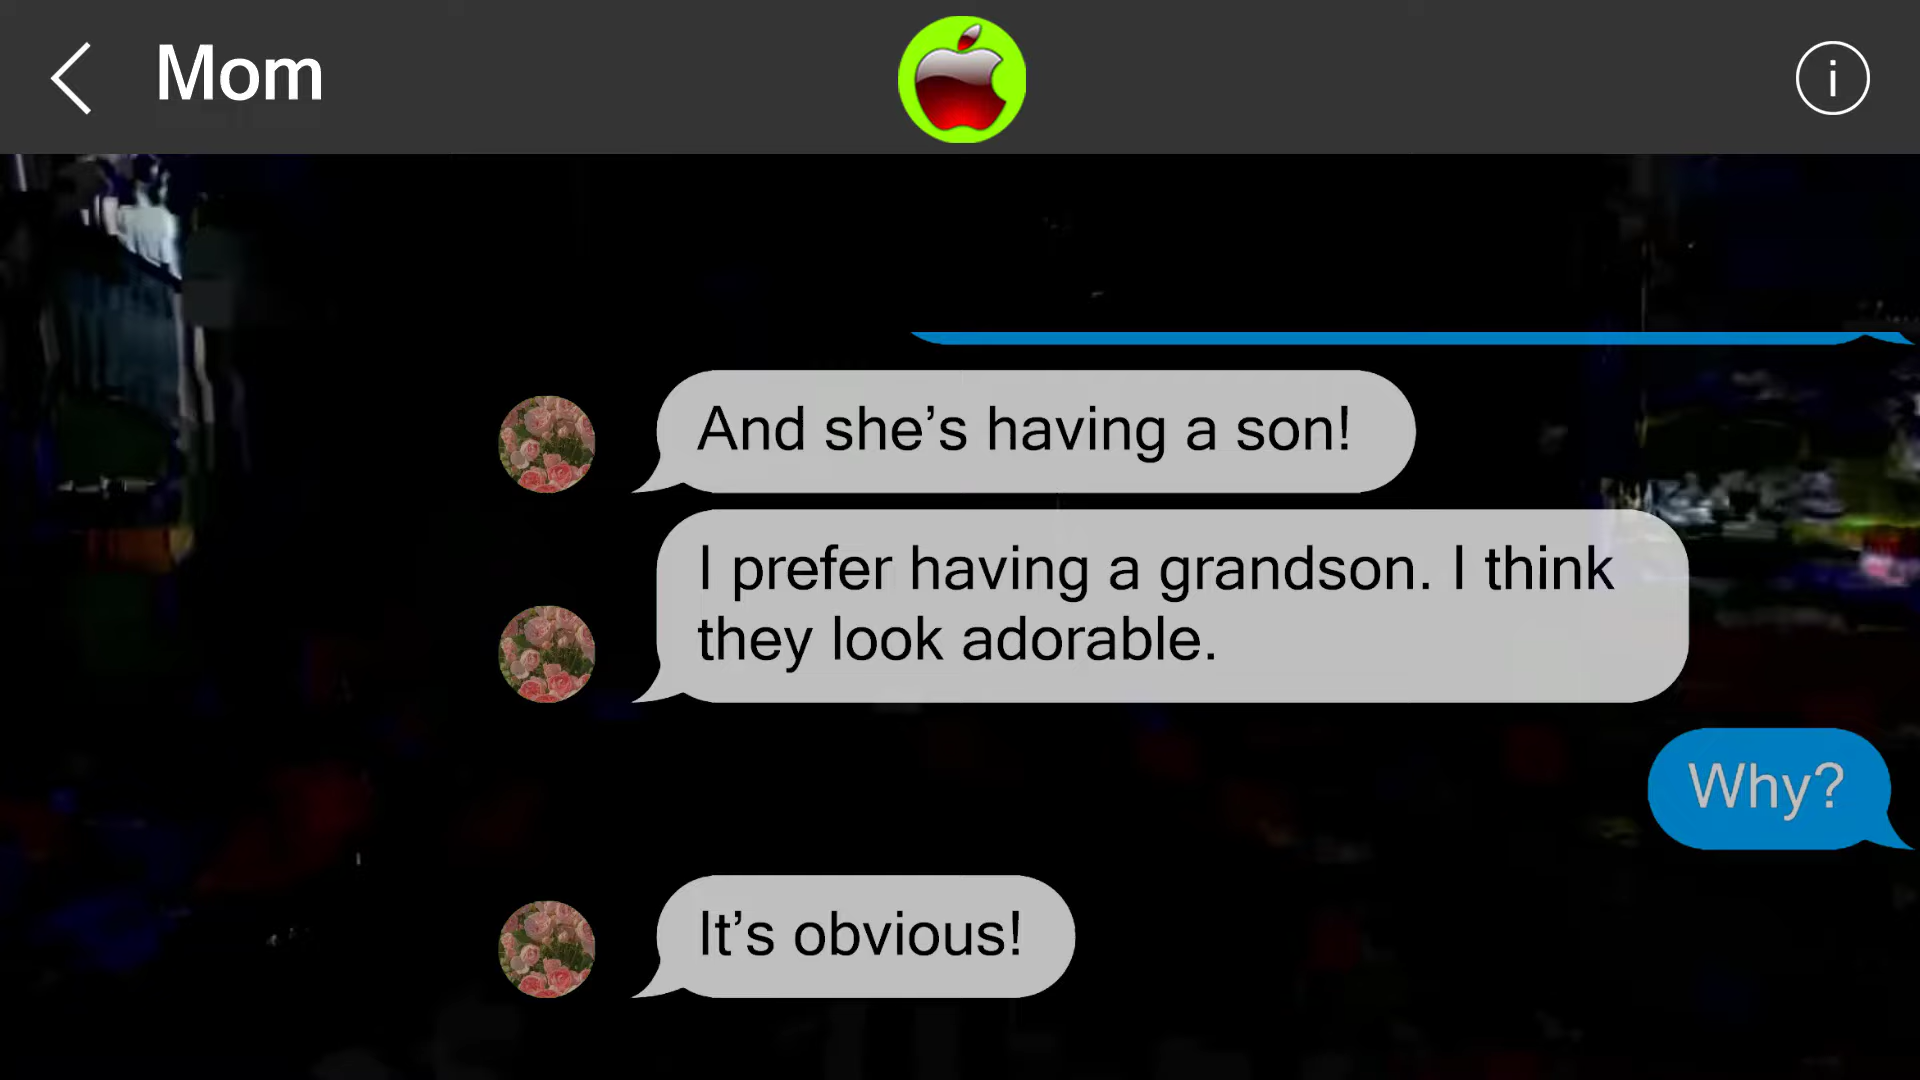 Mom
i
And she’s having a son!
I prefer having a grandson. I think
they look adorable.
Why?
It’s obvious!